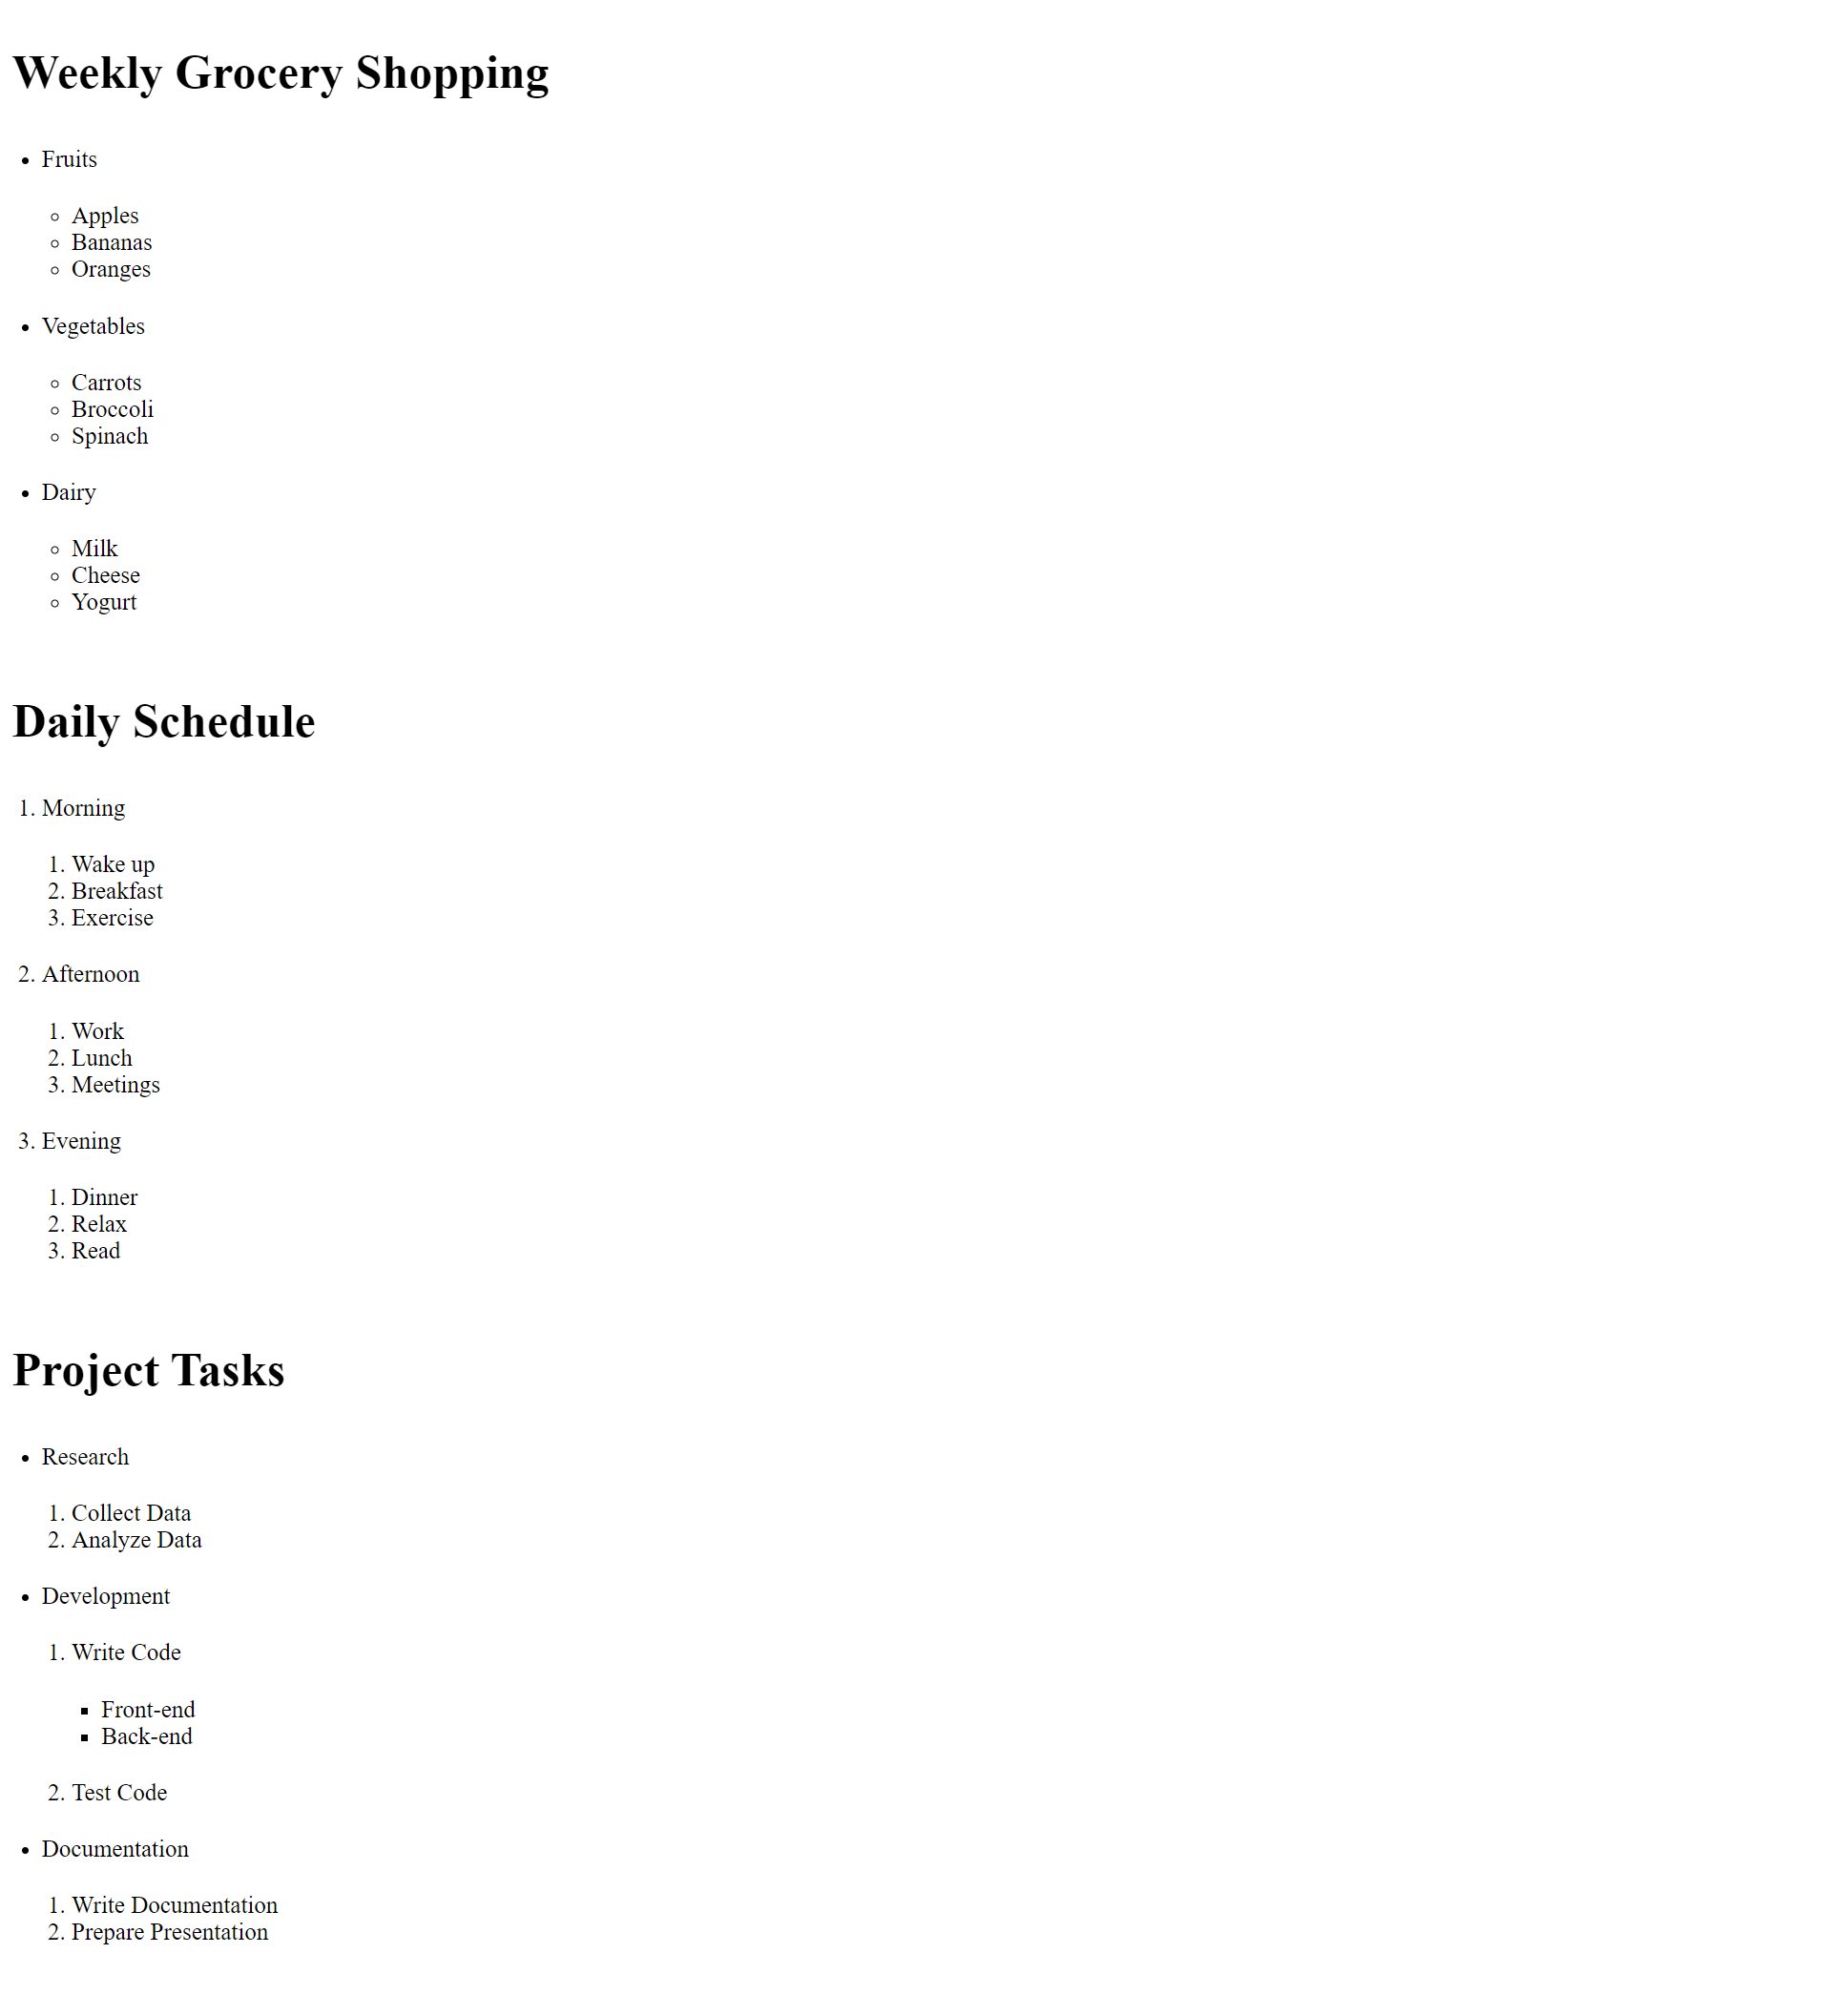 Weekly Grocery Shopping
• Fruits
◦ Apples
◦ Bananas
◦ Oranges
• Vegetables
◦ Carrots
◦ Broccoli
◦ Spinach
• Dairy
◦ Milk
◦ Cheese
◦ Yogurt
Daily Schedule
1. Morning
1. Wake up
2. Breakfast
3. Exercise
2. Afternoon
1. Work
2. Lunch
3. Meetings
3. Evening
1. Dinner
2. Relax
3. Read
Project Tasks
• Research
1. Collect Data
2. Analyze Data
• Development
1. Write Code
▪ Front-end
▪ Back-end
2. Test Code
• Documentation
1. Write Documentation
2. Prepare Presentation